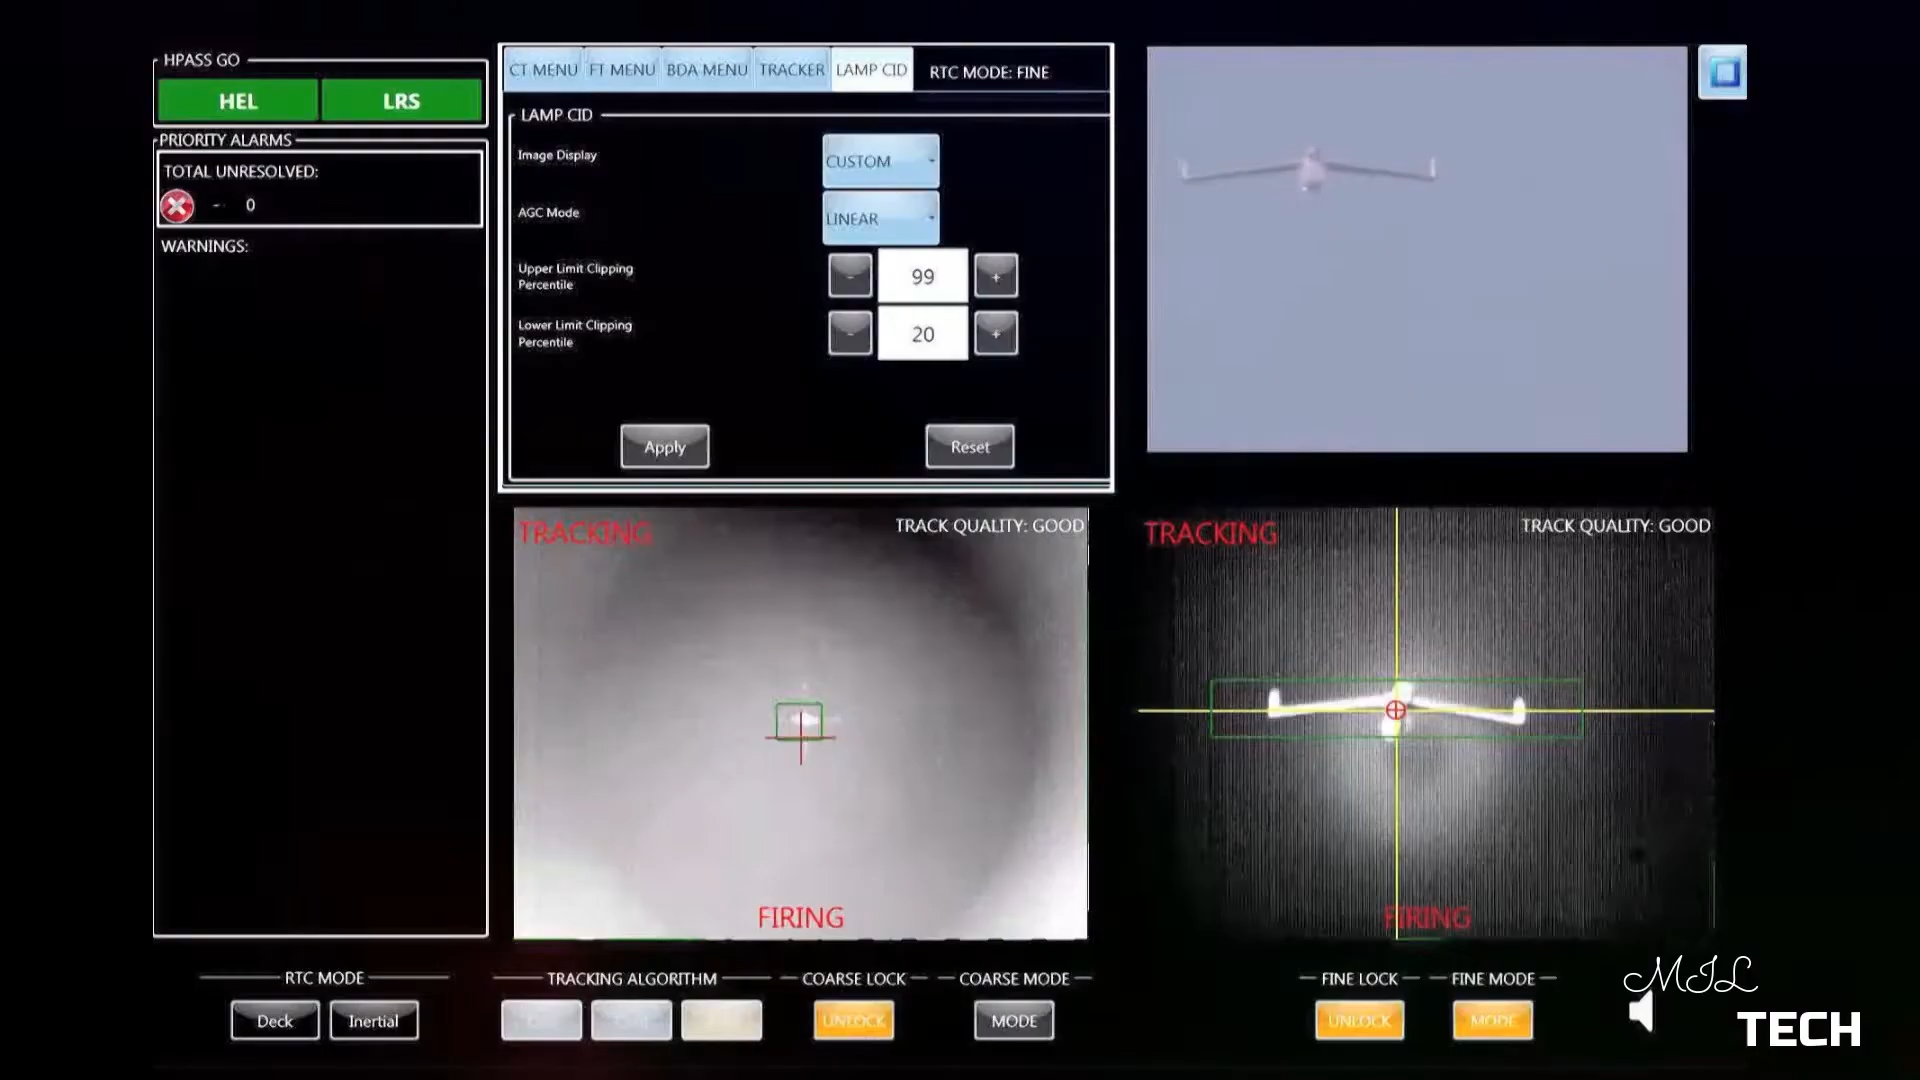 HPASS GO
HEL LRS
PRIORITY ALARMS
TOTAL UNRESOLVED:
- 0
WARNINGS:
CT MENU FT MENU BDA MENU TRACKER LAMP CID RTC MODE: FINE
LAMP CID
Image Display CUSTOM
AGC Mode LINEAR
Upper Limit Clipping
Percentile
- 99 +
Lower Limit Clipping
Percentile
- 20 +
Apply Reset
TRACKING TRACK QUALITY: GOOD
FIRING
TRACKING TRACK QUALITY: GOOD
FIRING
RTC MODE
Deck Inertial
TRACKING ALGORITHM
COARSE LOCK
UNLOCK
COARSE MODE
MODE
FINE LOCK
UNLOCK
FINE MODE
MODE
MIL
TECH